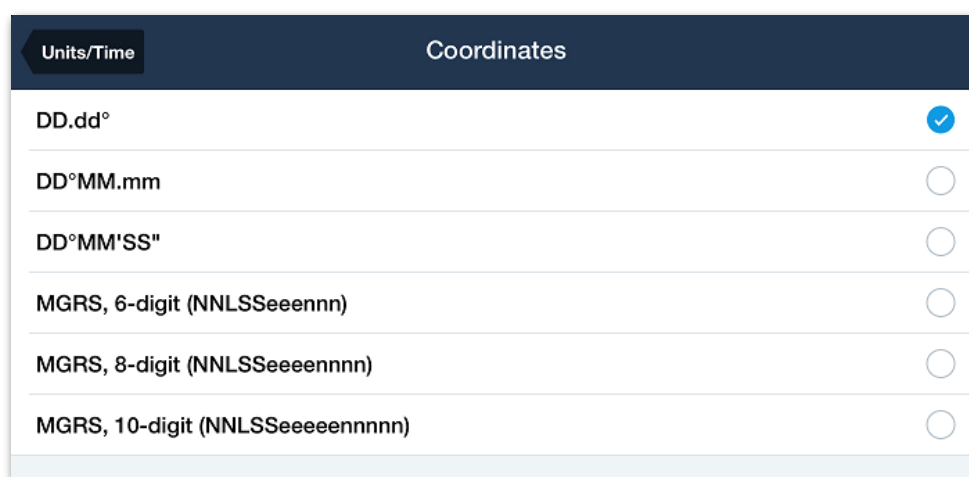 Units/Time
Coordinates
DD.dd°
DD°MM.mm
DD°MM'SS"
MGRS, 6-digit (NNLSSeeennn)
MGRS, 8-digit (NNLSSeeeennnn)
MGRS, 10-digit (NNLSSeeeeennnnn)